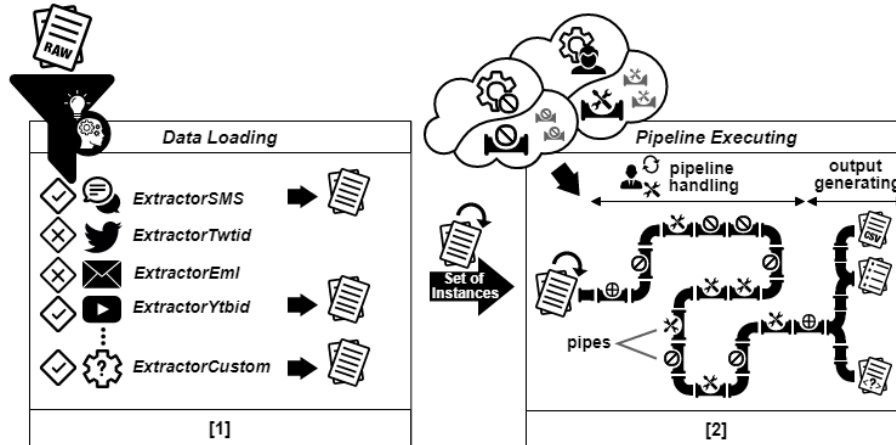 RAW
Data Loading
ExtractorSMS
ExtractorTwtid
ExtractorEml
ExtractorYtbid
?
ExtractorCustom
[1]
Set of
Instances
Pipeline Executing
pipeline
handling
output
generating
CSV
pipes
<?>
[2]